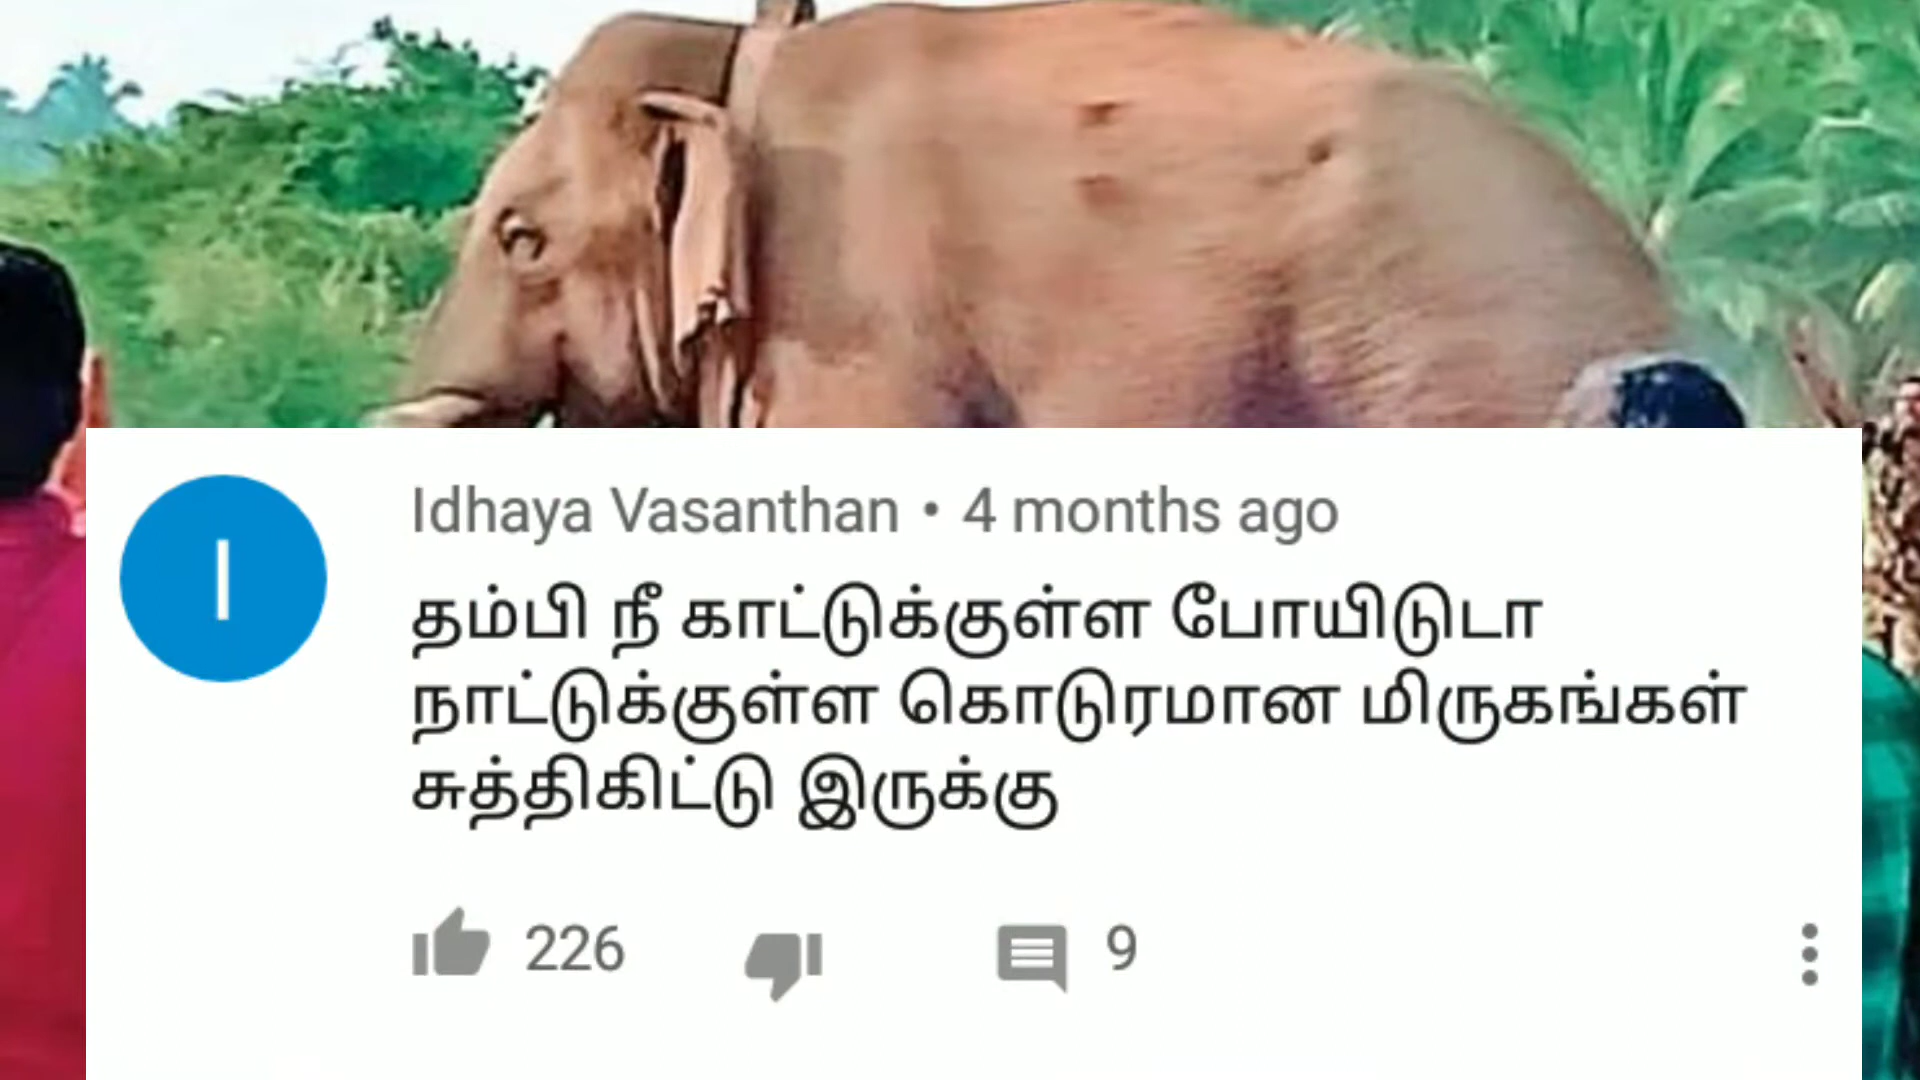 I
Idhaya Vasanthan • 4 months ago
தம்பி நீ காட்டுக்குள்ள போயிடுடா
நாட்டுக்குள்ள கொடுரமான மிருகங்கள்
சுத்திகிட்டு இருக்கு
226 9